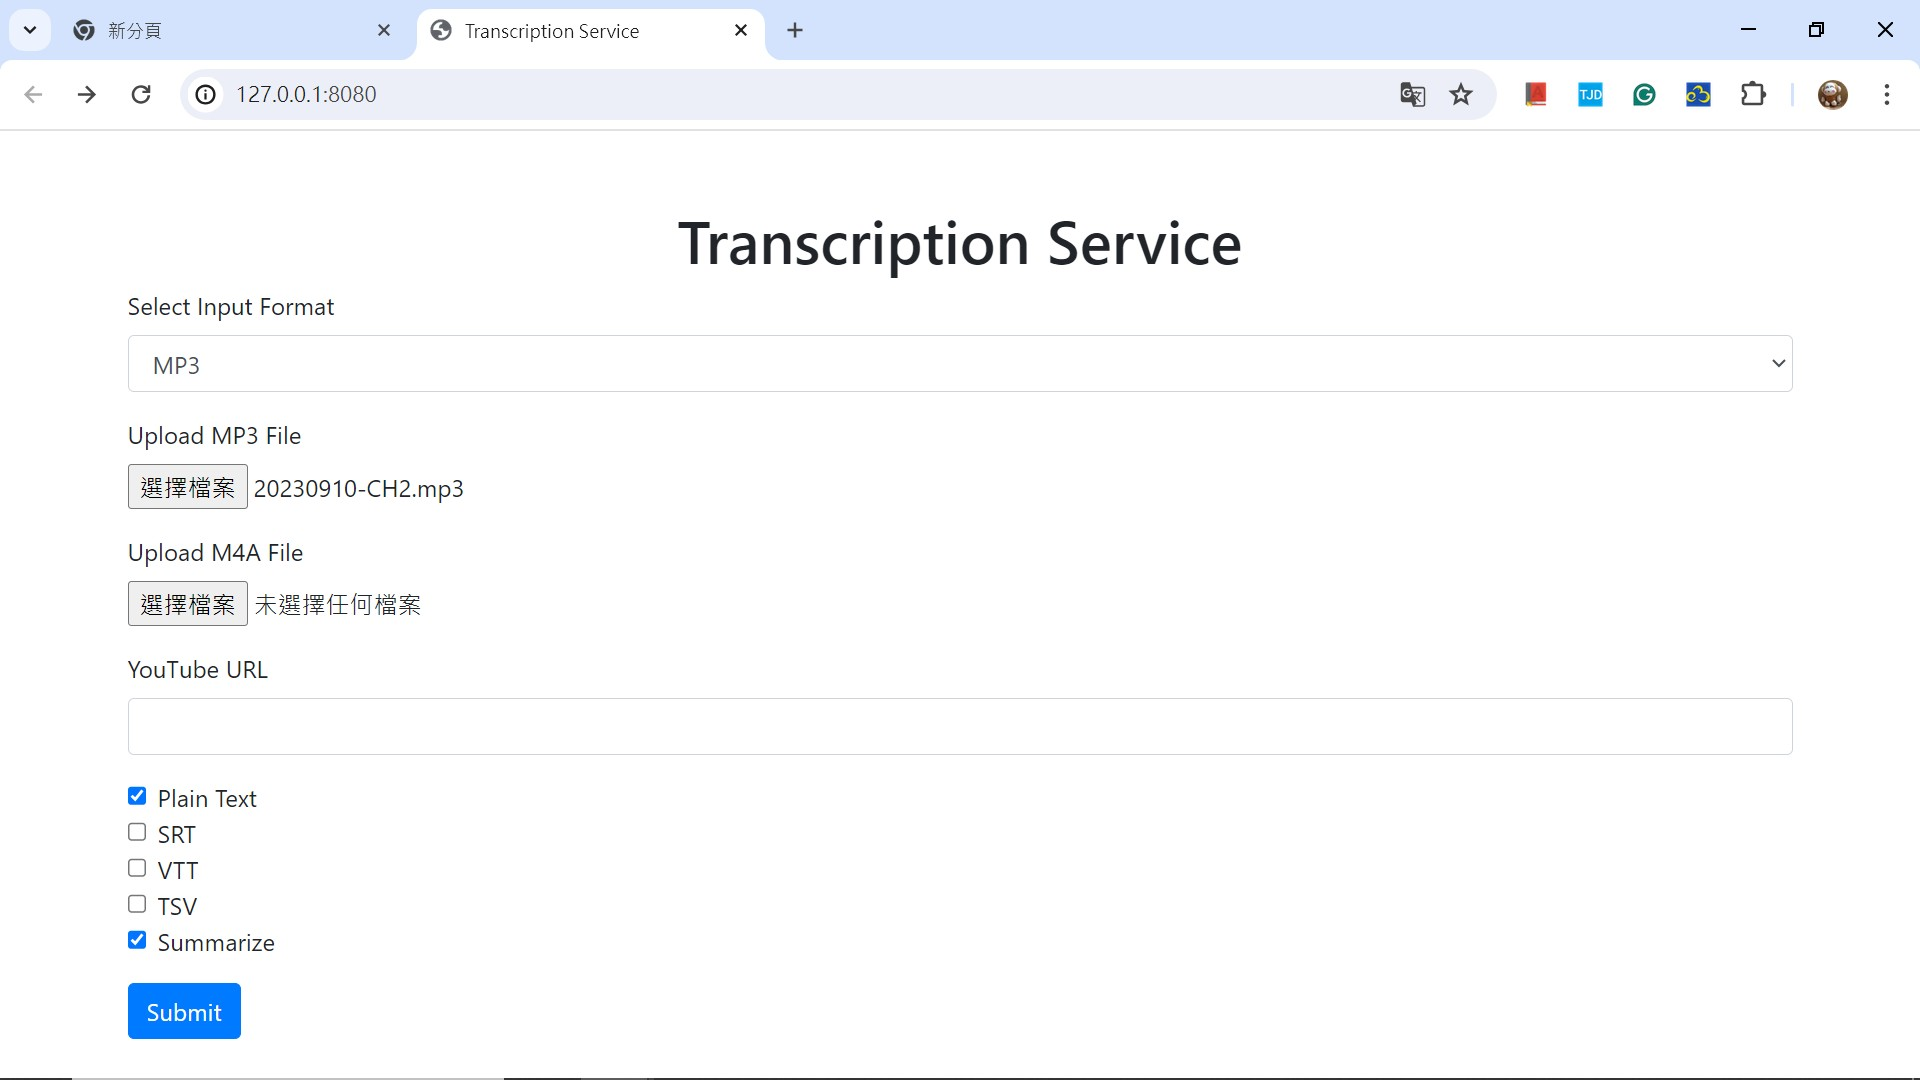 新分頁
Transcription Service
127.0.0.1:8080
TJD
Transcription Service
Select Input Format
MP3
Upload MP3 File
選擇檔案 20230910-CH2.mp3
Upload M4A File
選擇檔案 未選擇任何檔案
YouTube URL
Plain Text
SRT
VTT
TSV
Summarize
Submit